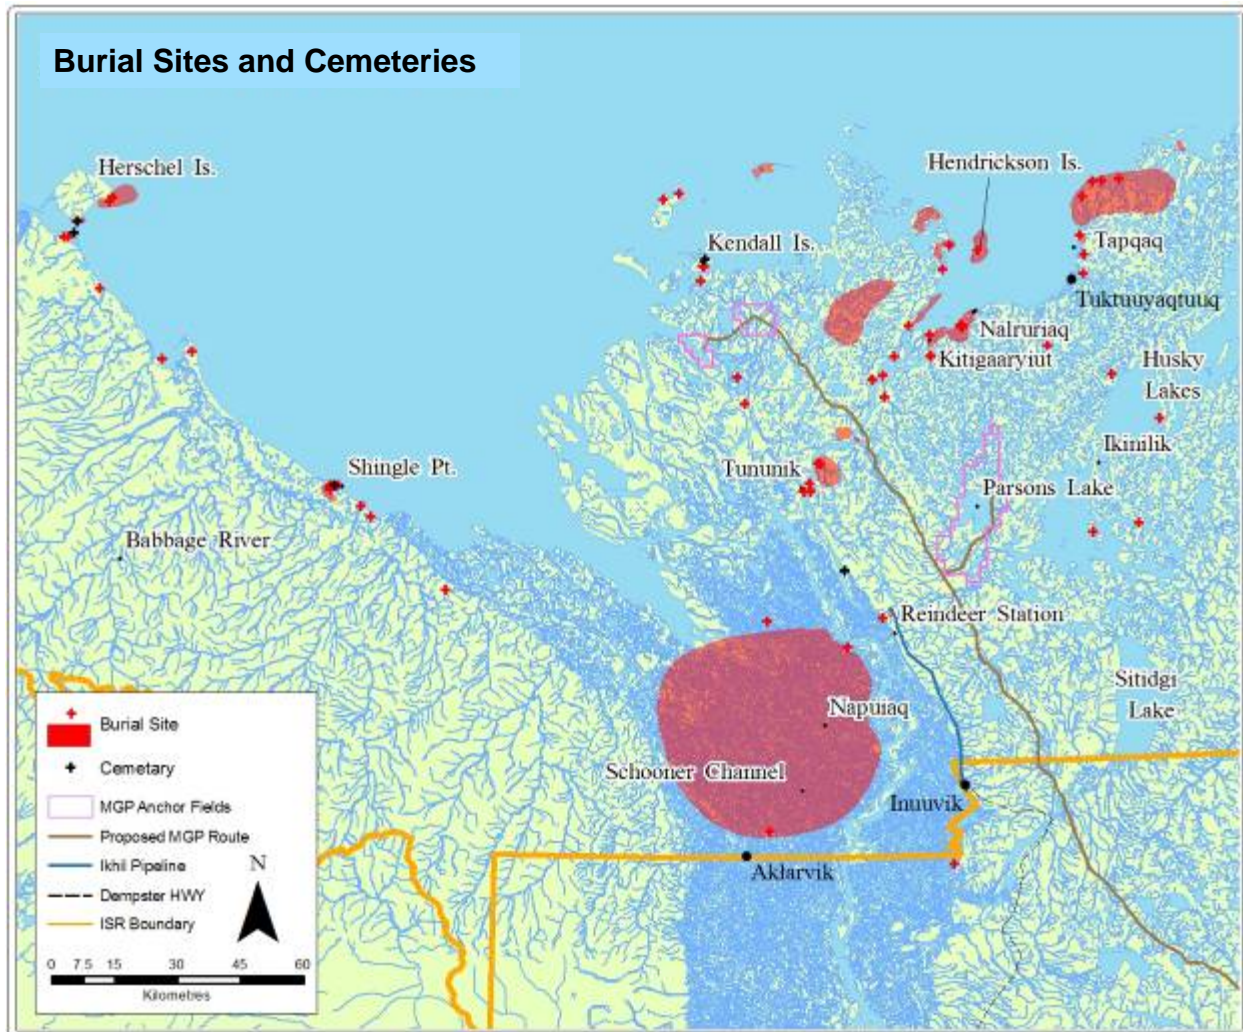 Burial Sites and Cemeteries
Herschel Is.
Hendrickson Is.
Kendall Is.
Tapqaq
Tuktuuyaqtuuq
Nalruriaq
Kitigaaryiut
Husky
Lakes
Ikinilik
Shingle Pt.
Tununik
Parsons Lake
Babbage River
Reindeer Station
Sitidgi
Lake
Napuiaq
Schooner Channel
Inuuvik
Akłarvik
Burial Site
Cemetary
MGP Anchor Fields
Proposed MGP Route
Ikhil Pipeline
Dempster HWY
ISR Boundary
N
0 7.5 15 30 45 60
Kilometres